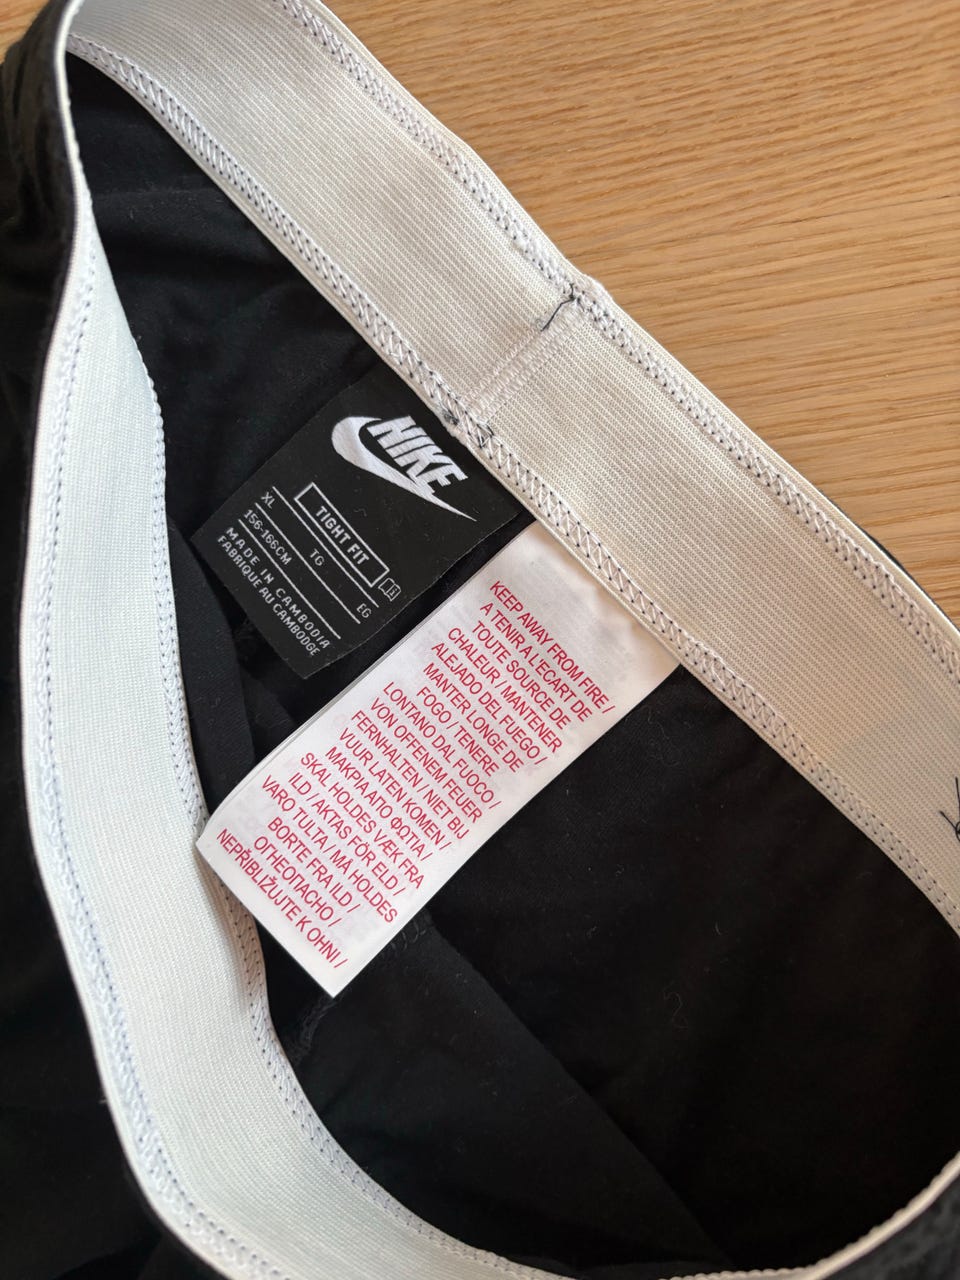 NIKE
TIGHT FIT
XL TG EG
156-166CM
MADE IN CAMBODIA
FABRIQUE AU CAMBODGE
KEEP AWAY FROM FIRE /
A TENIR A L'ECART DE
TOUTE SOURCE DE
CHALEUR / MANTENER
ALEJADO DEL FUEGO /
MANTER LONGE DE
FOGO / TENERE
LONTANO DAL FUOCO /
VON OFFENEM FEUER
FERNHALTEN / NIET BIJ
VUUR LATEN KOMEN /
ΜΑΚΡΙΑ ΑΠΟ ΦΩΤΙΑ /
SKAL HOLDES VÆK FRA
ILD / AKTAS FÖR ELD /
VARO TULTA / MÅ HOLDES
BORTE FRA ILD /
ОГНЕОПАСНО /
NEPŘIBLIŽUJTE K OHNI /